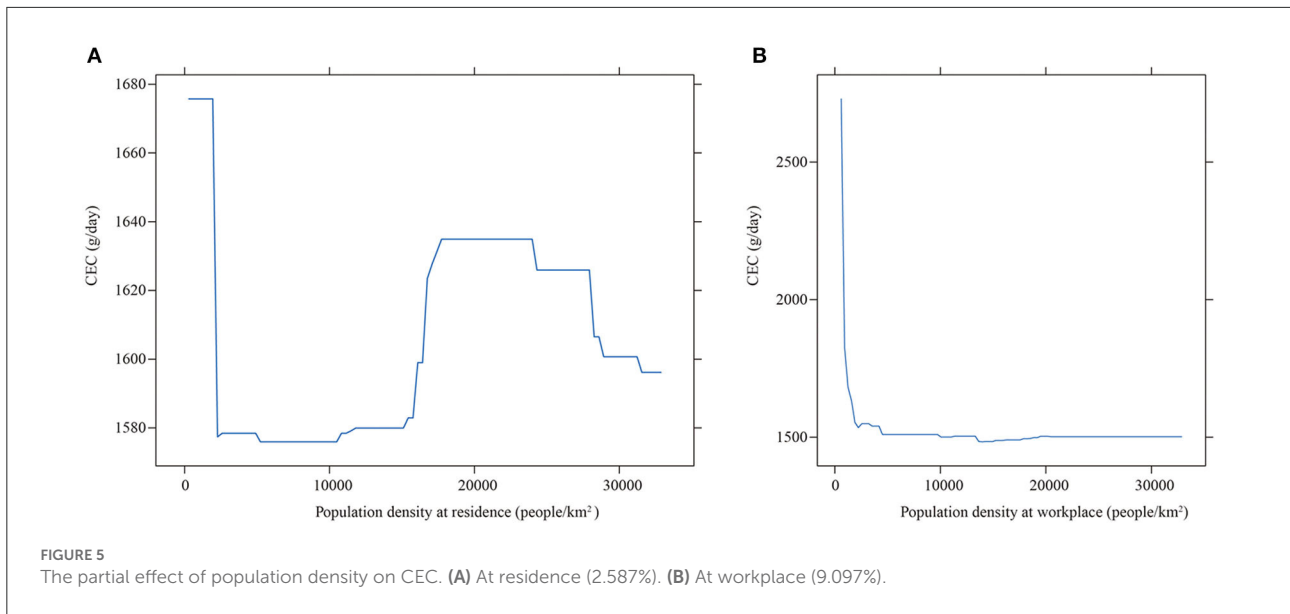 A
1680
1660
1640
1620
1600
1580
CEC (g/day)
0 10000 20000 30000
Population density at residence (people/km²)
B
2500
2000
1500
CEC (g/day)
0 10000 20000 30000
Population density at workplace (people/km²)
FIGURE 5
The partial effect of population density on CEC. (A) At residence (2.587%). (B) At workplace (9.097%).